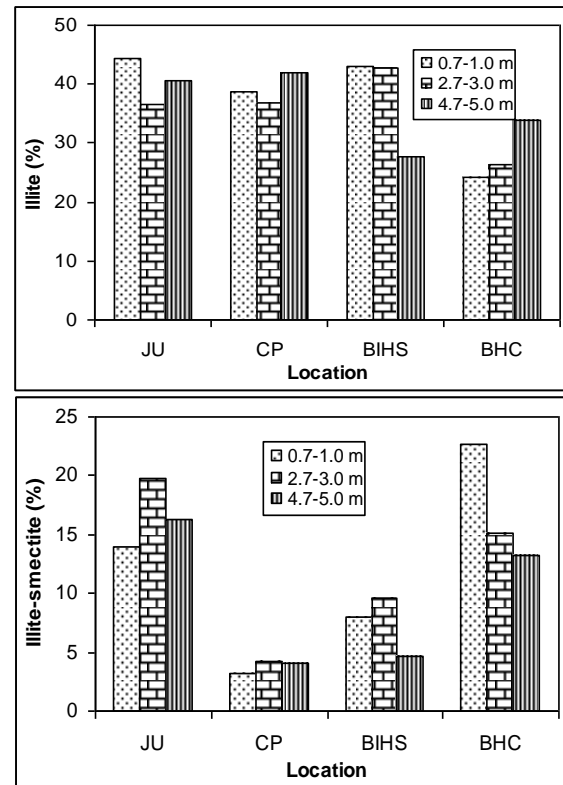 50
40
30
20
10
0
Illite (%)
0.7-1.0 m
2.7-3.0 m
4.7-5.0 m
JU CP BIHS BHC
Location
25
20
15
10
5
0
Illite-smectite (%)
0.7-1.0 m
2.7-3.0 m
4.7-5.0 m
JU CP BIHS BHC
Location